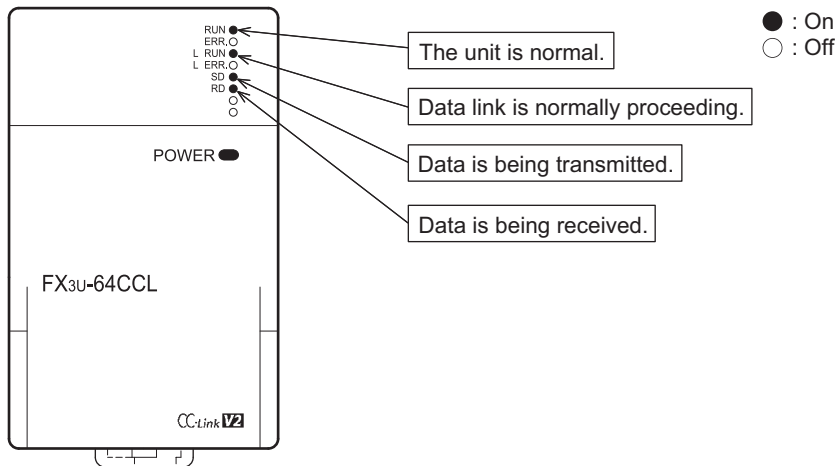 RUN
ERR.
L RUN
L ERR.
SD
RD
● : On
○ : Off
The unit is normal.
Data link is normally proceeding.
Data is being transmitted.
Data is being received.
POWER
FX3U-64CCL
CC-Link V2